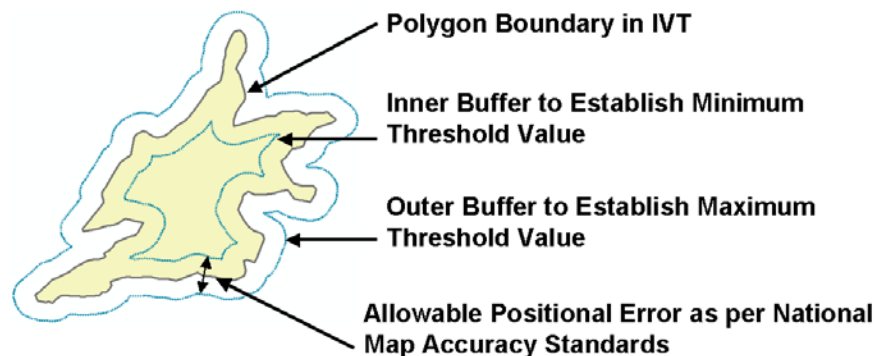 Polygon Boundary in IVT
Inner Buffer to Establish Minimum
Threshold Value
Outer Buffer to Establish Maximum
Threshold Value
Allowable Positional Error as per National
Map Accuracy Standards